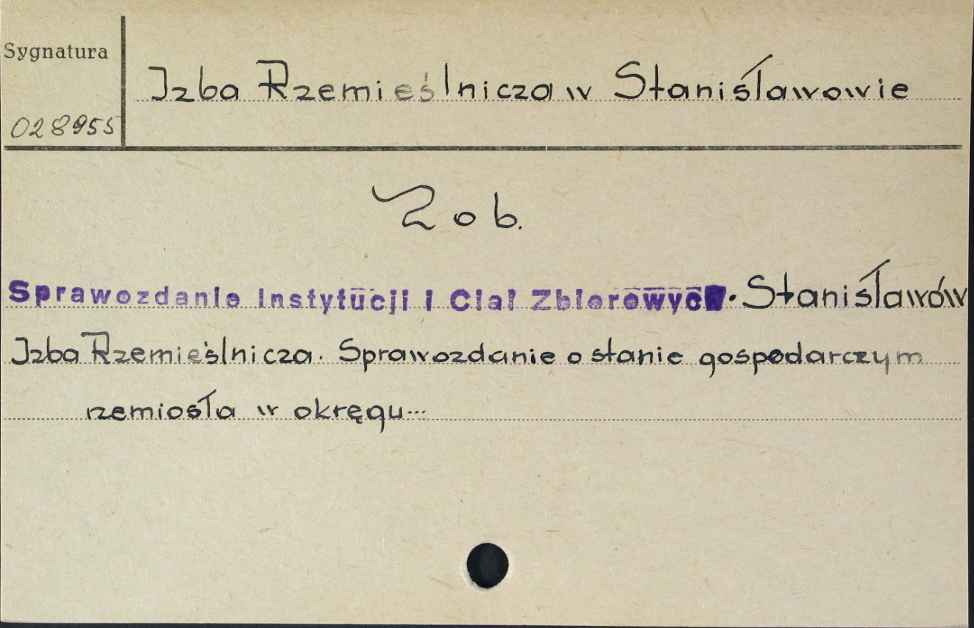 Sygnatura
028955
Izba Rzemieślnicza w Stanisławowie
Zob.
Sprawozdanie Instytucji i Ciał Zbiorowych. Stanisławów
Izba Rzemieślnicza. Sprawozdanie o stanie gospodarczym
rzemiosła w okręgu...